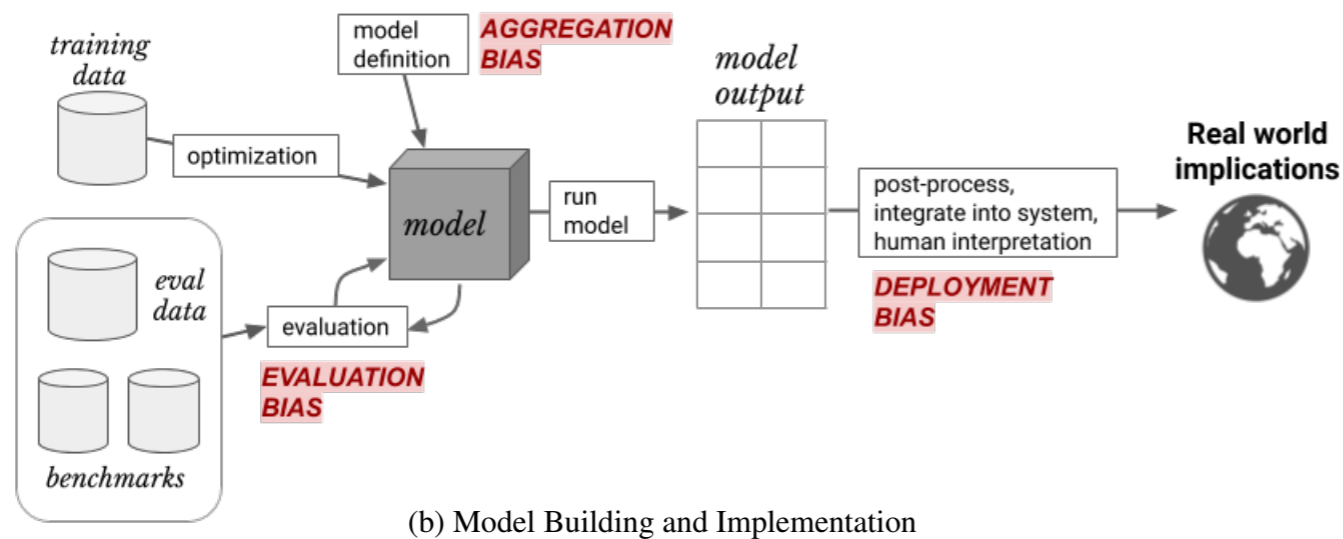 training
data
model
definition
AGGREGATION
BIAS
optimization
model
eval
data
benchmarks
evaluation
EVALUATION
BIAS
run
model
model
output
post-process,
integrate into system,
human interpretation
DEPLOYMENT
BIAS
Real world
implications
(b) Model Building and Implementation